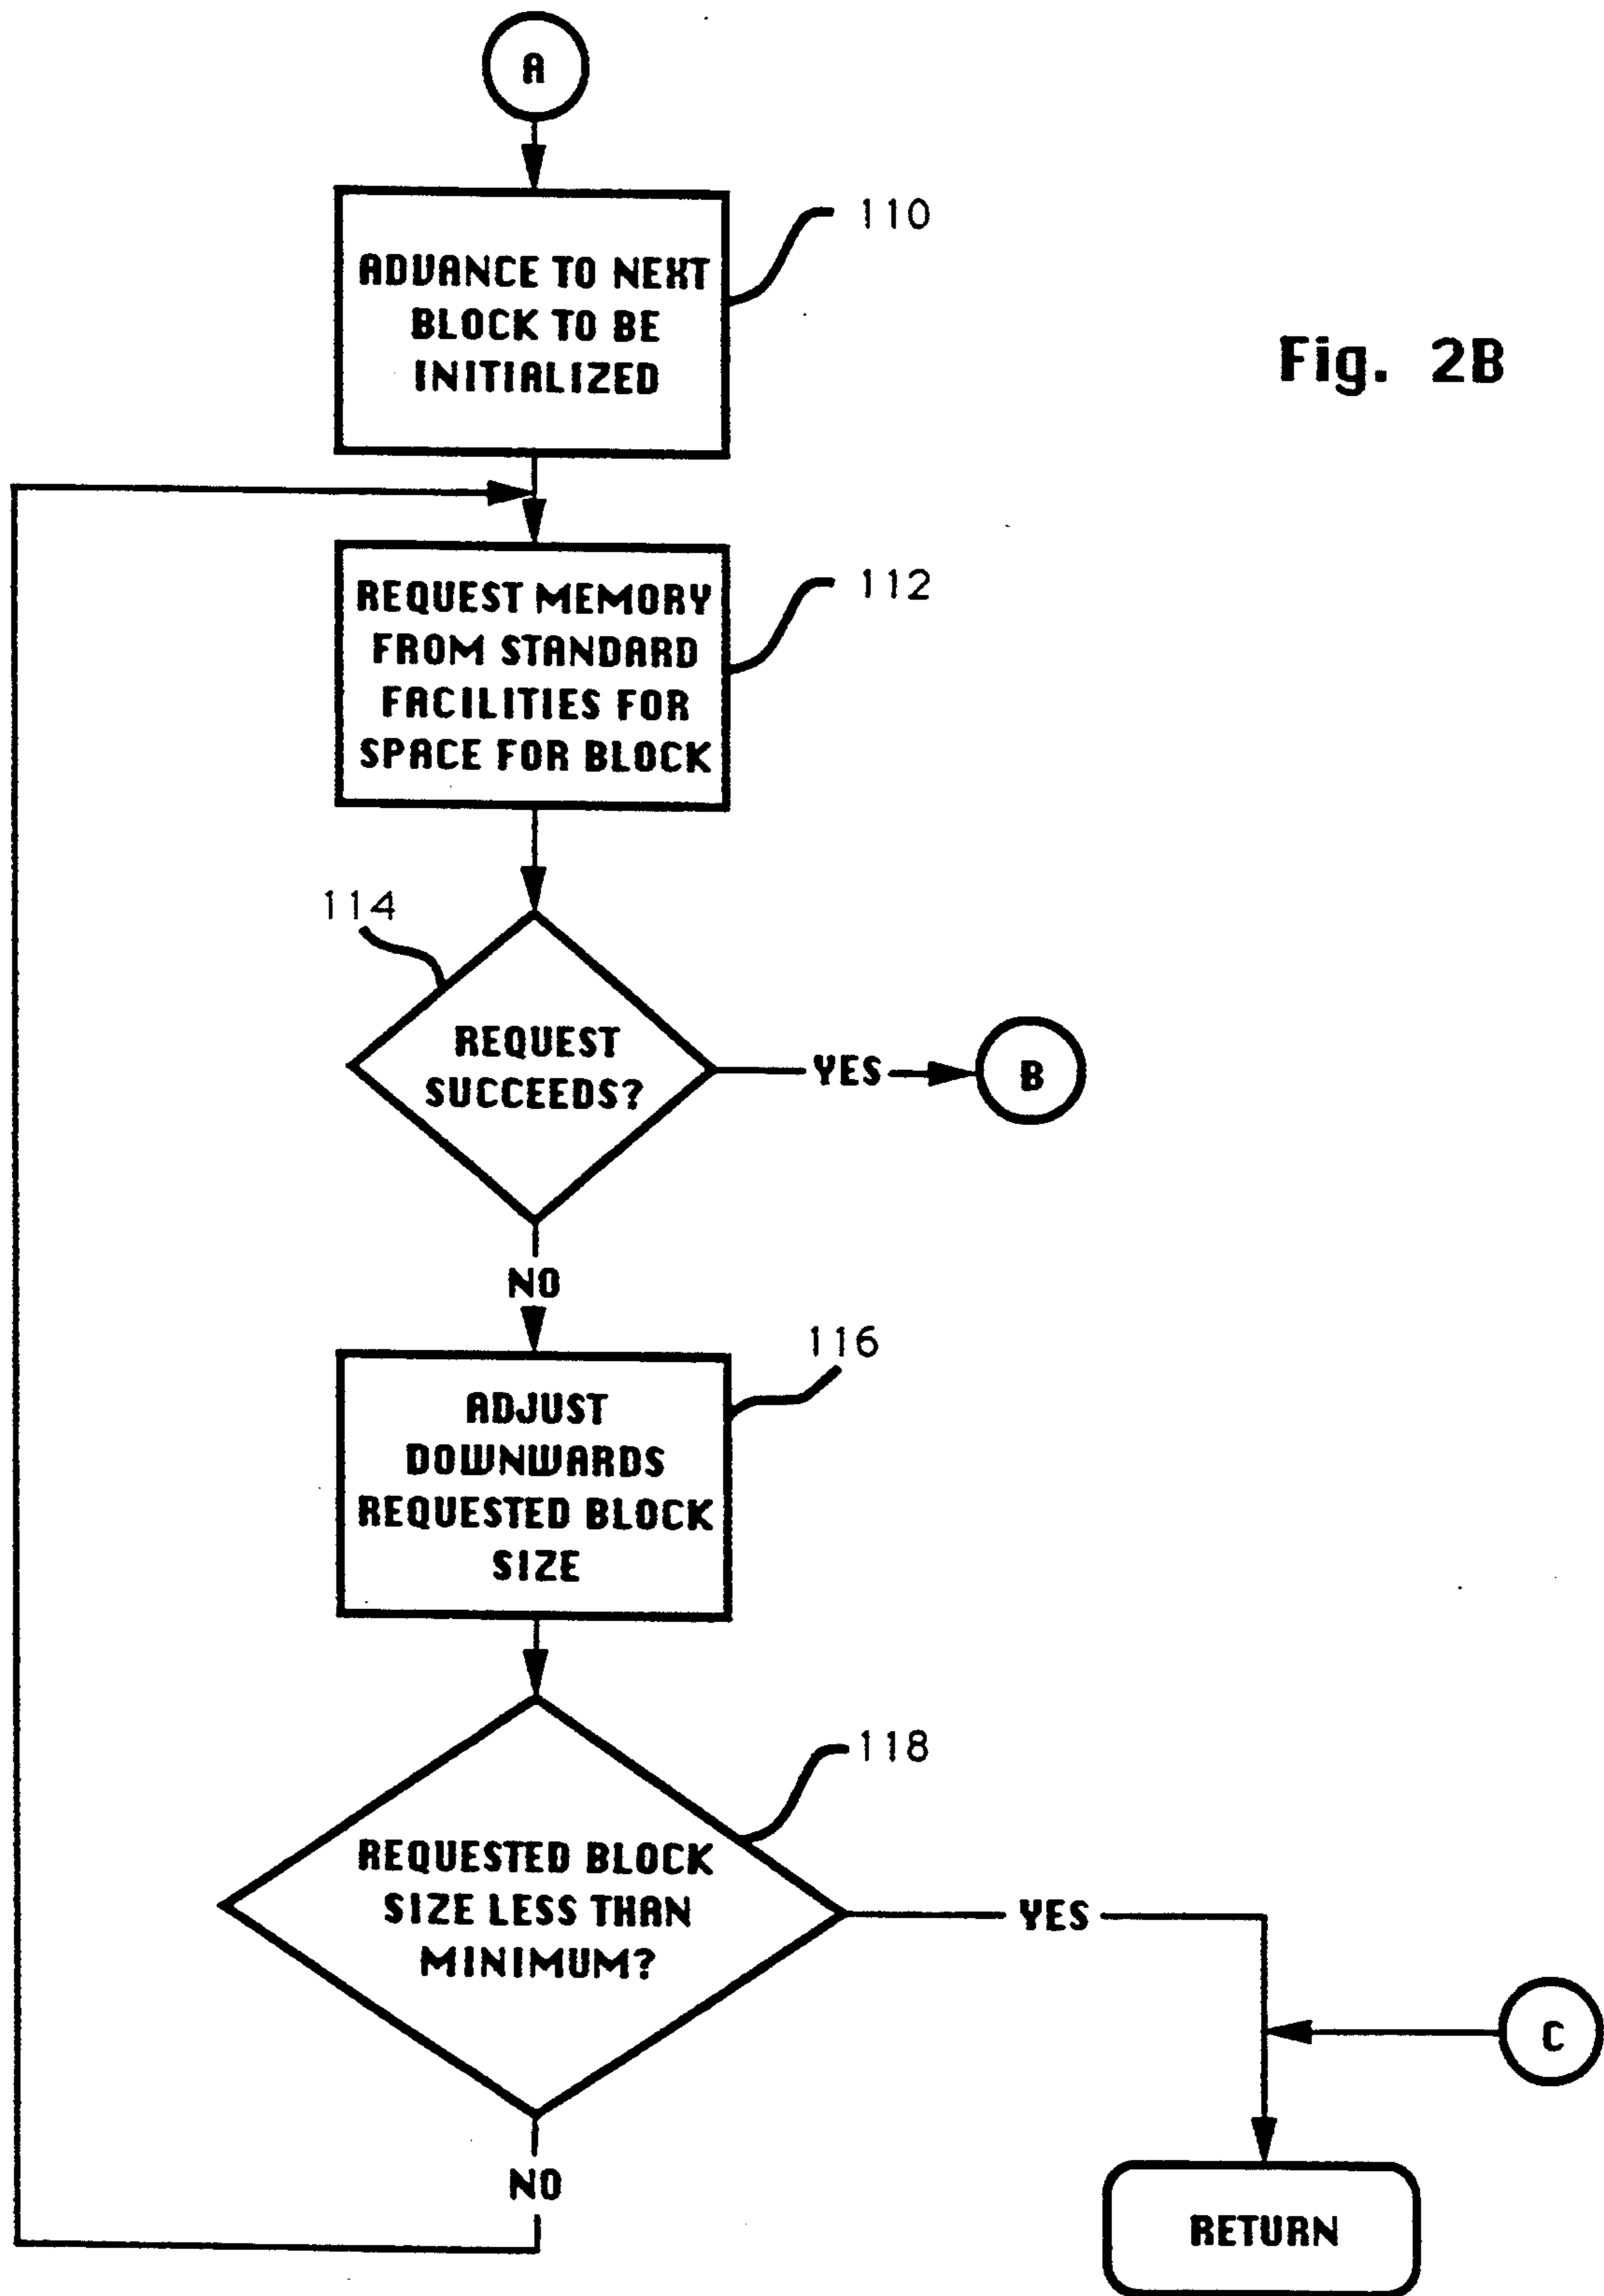 A
ADVANCE TO NEXT
BLOCK TO BE
INITIALIZED
110
Fig. 2B
REQUEST MEMORY
FROM STANDARD
FACILITIES FOR
SPACE FOR BLOCK
112
114
REQUEST
SUCCEEDS?
YES
B
NO
116
ADJUST
DOWNWARDS
REQUESTED BLOCK
SIZE
118
REQUESTED BLOCK
SIZE LESS THAN
MINIMUM?
YES
C
NO
RETURN